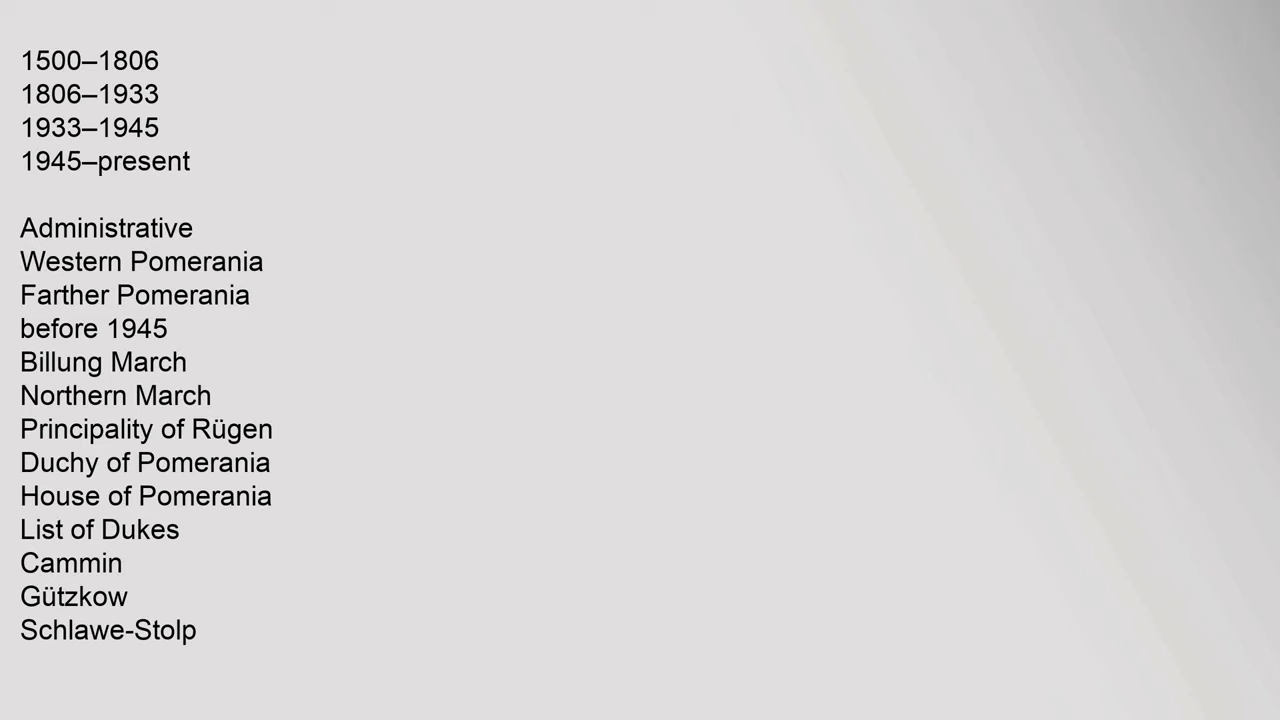 1500–1806
1806–1933
1933–1945
1945–present
Administrative
Western Pomerania
Farther Pomerania
before 1945
Billung March
Northern March
Principality of Rügen
Duchy of Pomerania
House of Pomerania
List of Dukes
Cammin
Gützkow
Schlawe-Stolp